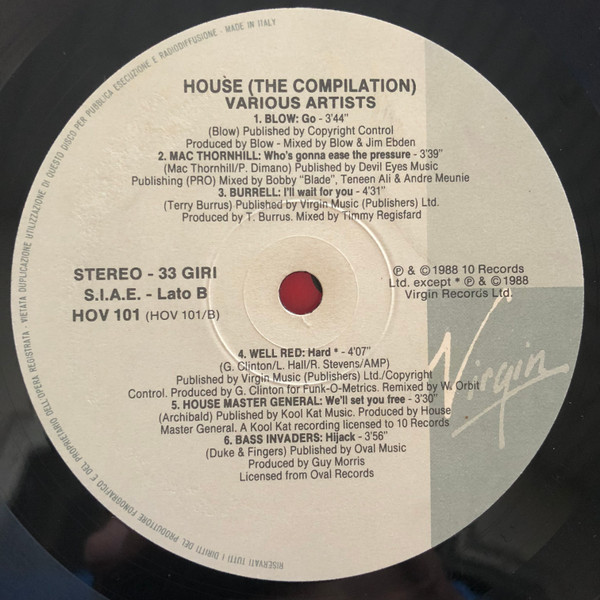 HOUSE (THE COMPILATION)
VARIOUS ARTISTS
1. BLOW: Go - 3'44"
(Blow) Published by Copyright Control
Produced by Blow - Mixed by Blow & Jim Ebden
2. MAC THORNHILL: Who's gonna ease the pressure - 3'39"
(Mac Thornhill/P. Dimano) Published by Devil Eyes Music
Publishing (PRO) Mixed by Bobby "Blade", Teneen Ali & Andre Meunie
3. BURRELL: I'll wait for you - 4'31"
(Terry Burrus) Published by Virgin Music (Publishers) Ltd.
Produced by T. Burrus. Mixed by Timmy Regisfard
STEREO - 33 GIRI
S.I.A.E. - Lato B
HOV 101 (HOV 101/B)
℗ & © 1988 10 Records
Ltd. except * ℗ & © 1988
Virgin Records Ltd.
4. WELL RED: Hard * - 4'07"
(G. Clinton/L. Hall/R. Stevens/AMP)
Published by Virgin Music (Publishers) Ltd./Copyright
Control. Produced by G. Clinton for Funk-O-Metrics. Remixed by W. Orbit
5. HOUSE MASTER GENERAL: We'll set you free - 3'30"
(Archibald) Published by Kool Kat Music. Produced by House
Master General. A Kool Kat recording licensed to 10 Records
6. BASS INVADERS: Hijack - 3'56"
(Duke & Fingers) Published by Oval Music
Produced by Guy Morris
Licensed from Oval Records
Virgin
RISERVATI TUTTI I DIRITTI DEL PRODUTTORE FONOGRAFICO E DEL PROPRIETARIO DELL'OPERA REGISTRATA - VIETATA DUPLICAZIONE UTILIZZAZIONE DI QUESTO DISCO PER PUBBLICA ESECUZIONE E RADIODIFFUSIONE - MADE IN ITALY